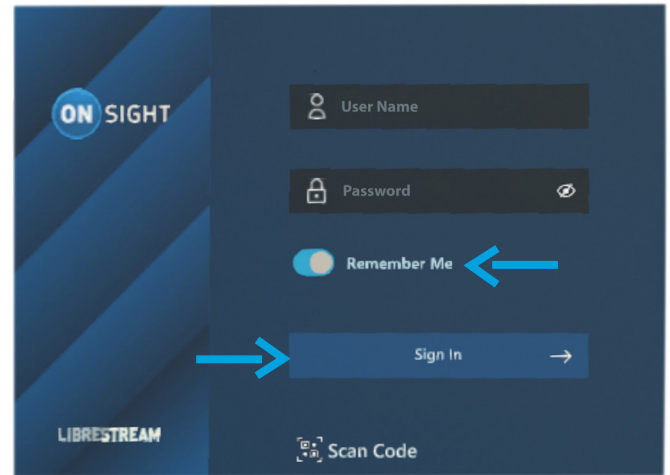 ON SIGHT
User Name
Password
Remember Me
Sign In
LIBRESTREAM
Scan Code